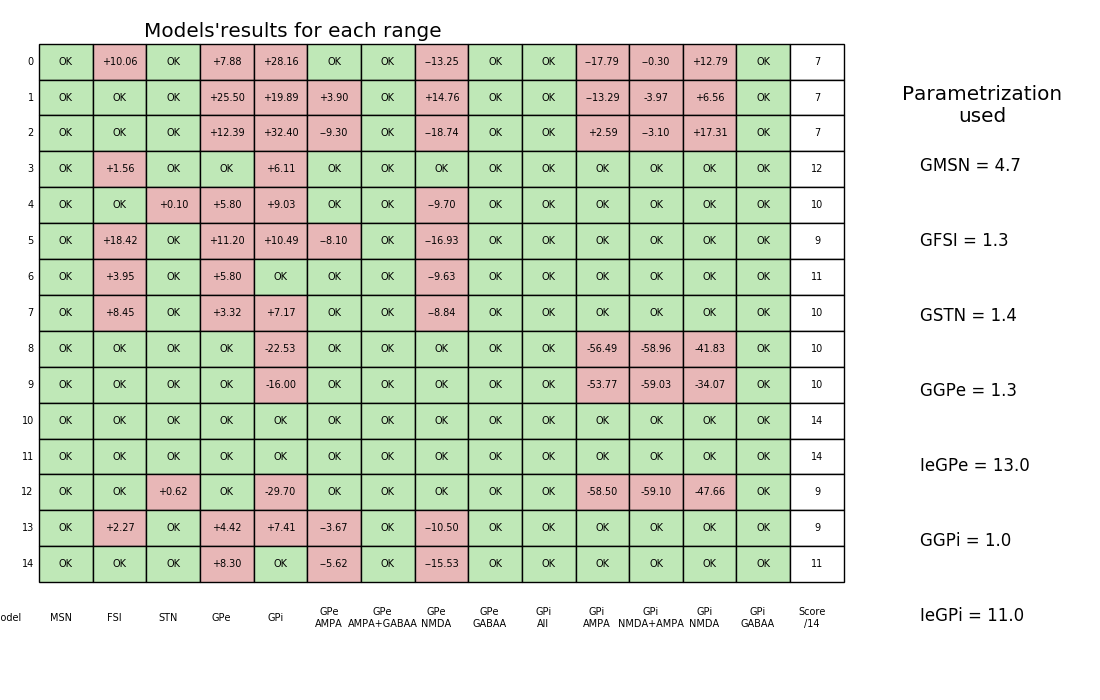 Models'results for each range
0 OK +10.06 OK +7.88 +28.16 OK OK −13.25 OK OK −17.79 −0.30 +12.79 OK 7
1 OK OK OK +25.50 +19.89 +3.90 OK +14.76 OK OK −13.29 -3.97 +6.56 OK 7
2 OK OK OK +12.39 +32.40 −9.30 OK −18.74 OK OK +2.59 −3.10 +17.31 OK 7
3 OK +1.56 OK OK +6.11 OK OK OK OK OK OK OK OK OK 12
4 OK OK +0.10 +5.80 +9.03 OK OK −9.70 OK OK OK OK OK OK 10
5 OK +18.42 OK +11.20 +10.49 −8.10 OK −16.93 OK OK OK OK OK OK 9
6 OK +3.95 OK +5.80 OK OK OK −9.63 OK OK OK OK OK OK 11
7 OK +8.45 OK +3.32 +7.17 OK OK −8.84 OK OK OK OK OK OK 10
8 OK OK OK OK -22.53 OK OK OK OK OK -56.49 -58.96 -41.83 OK 10
9 OK OK OK OK -16.00 OK OK OK OK OK -53.77 -59.03 -34.07 OK 10
10 OK OK OK OK OK OK OK OK OK OK OK OK OK OK 14
11 OK OK OK OK OK OK OK OK OK OK OK OK OK OK 14
12 OK OK +0.62 OK -29.70 OK OK OK OK OK -58.50 -59.10 -47.66 OK 9
13 OK +2.27 OK +4.42 +7.41 −3.67 OK −10.50 OK OK OK OK OK OK 9
14 OK OK OK +8.30 OK −5.62 OK −15.53 OK OK OK OK OK OK 11
GPe GPe GPe GPe GPi GPi GPi GPi GPi Score
odel MSN FSI STN GPe GPi
AMPA AMPA+GABAA NMDA GABAA All AMPA NMDA+AMPA NMDA GABAA /14
Parametrization
used
GMSN = 4.7
GFSI = 1.3
GSTN = 1.4
GGPe = 1.3
IeGPe = 13.0
GGPi = 1.0
IeGPi = 11.0